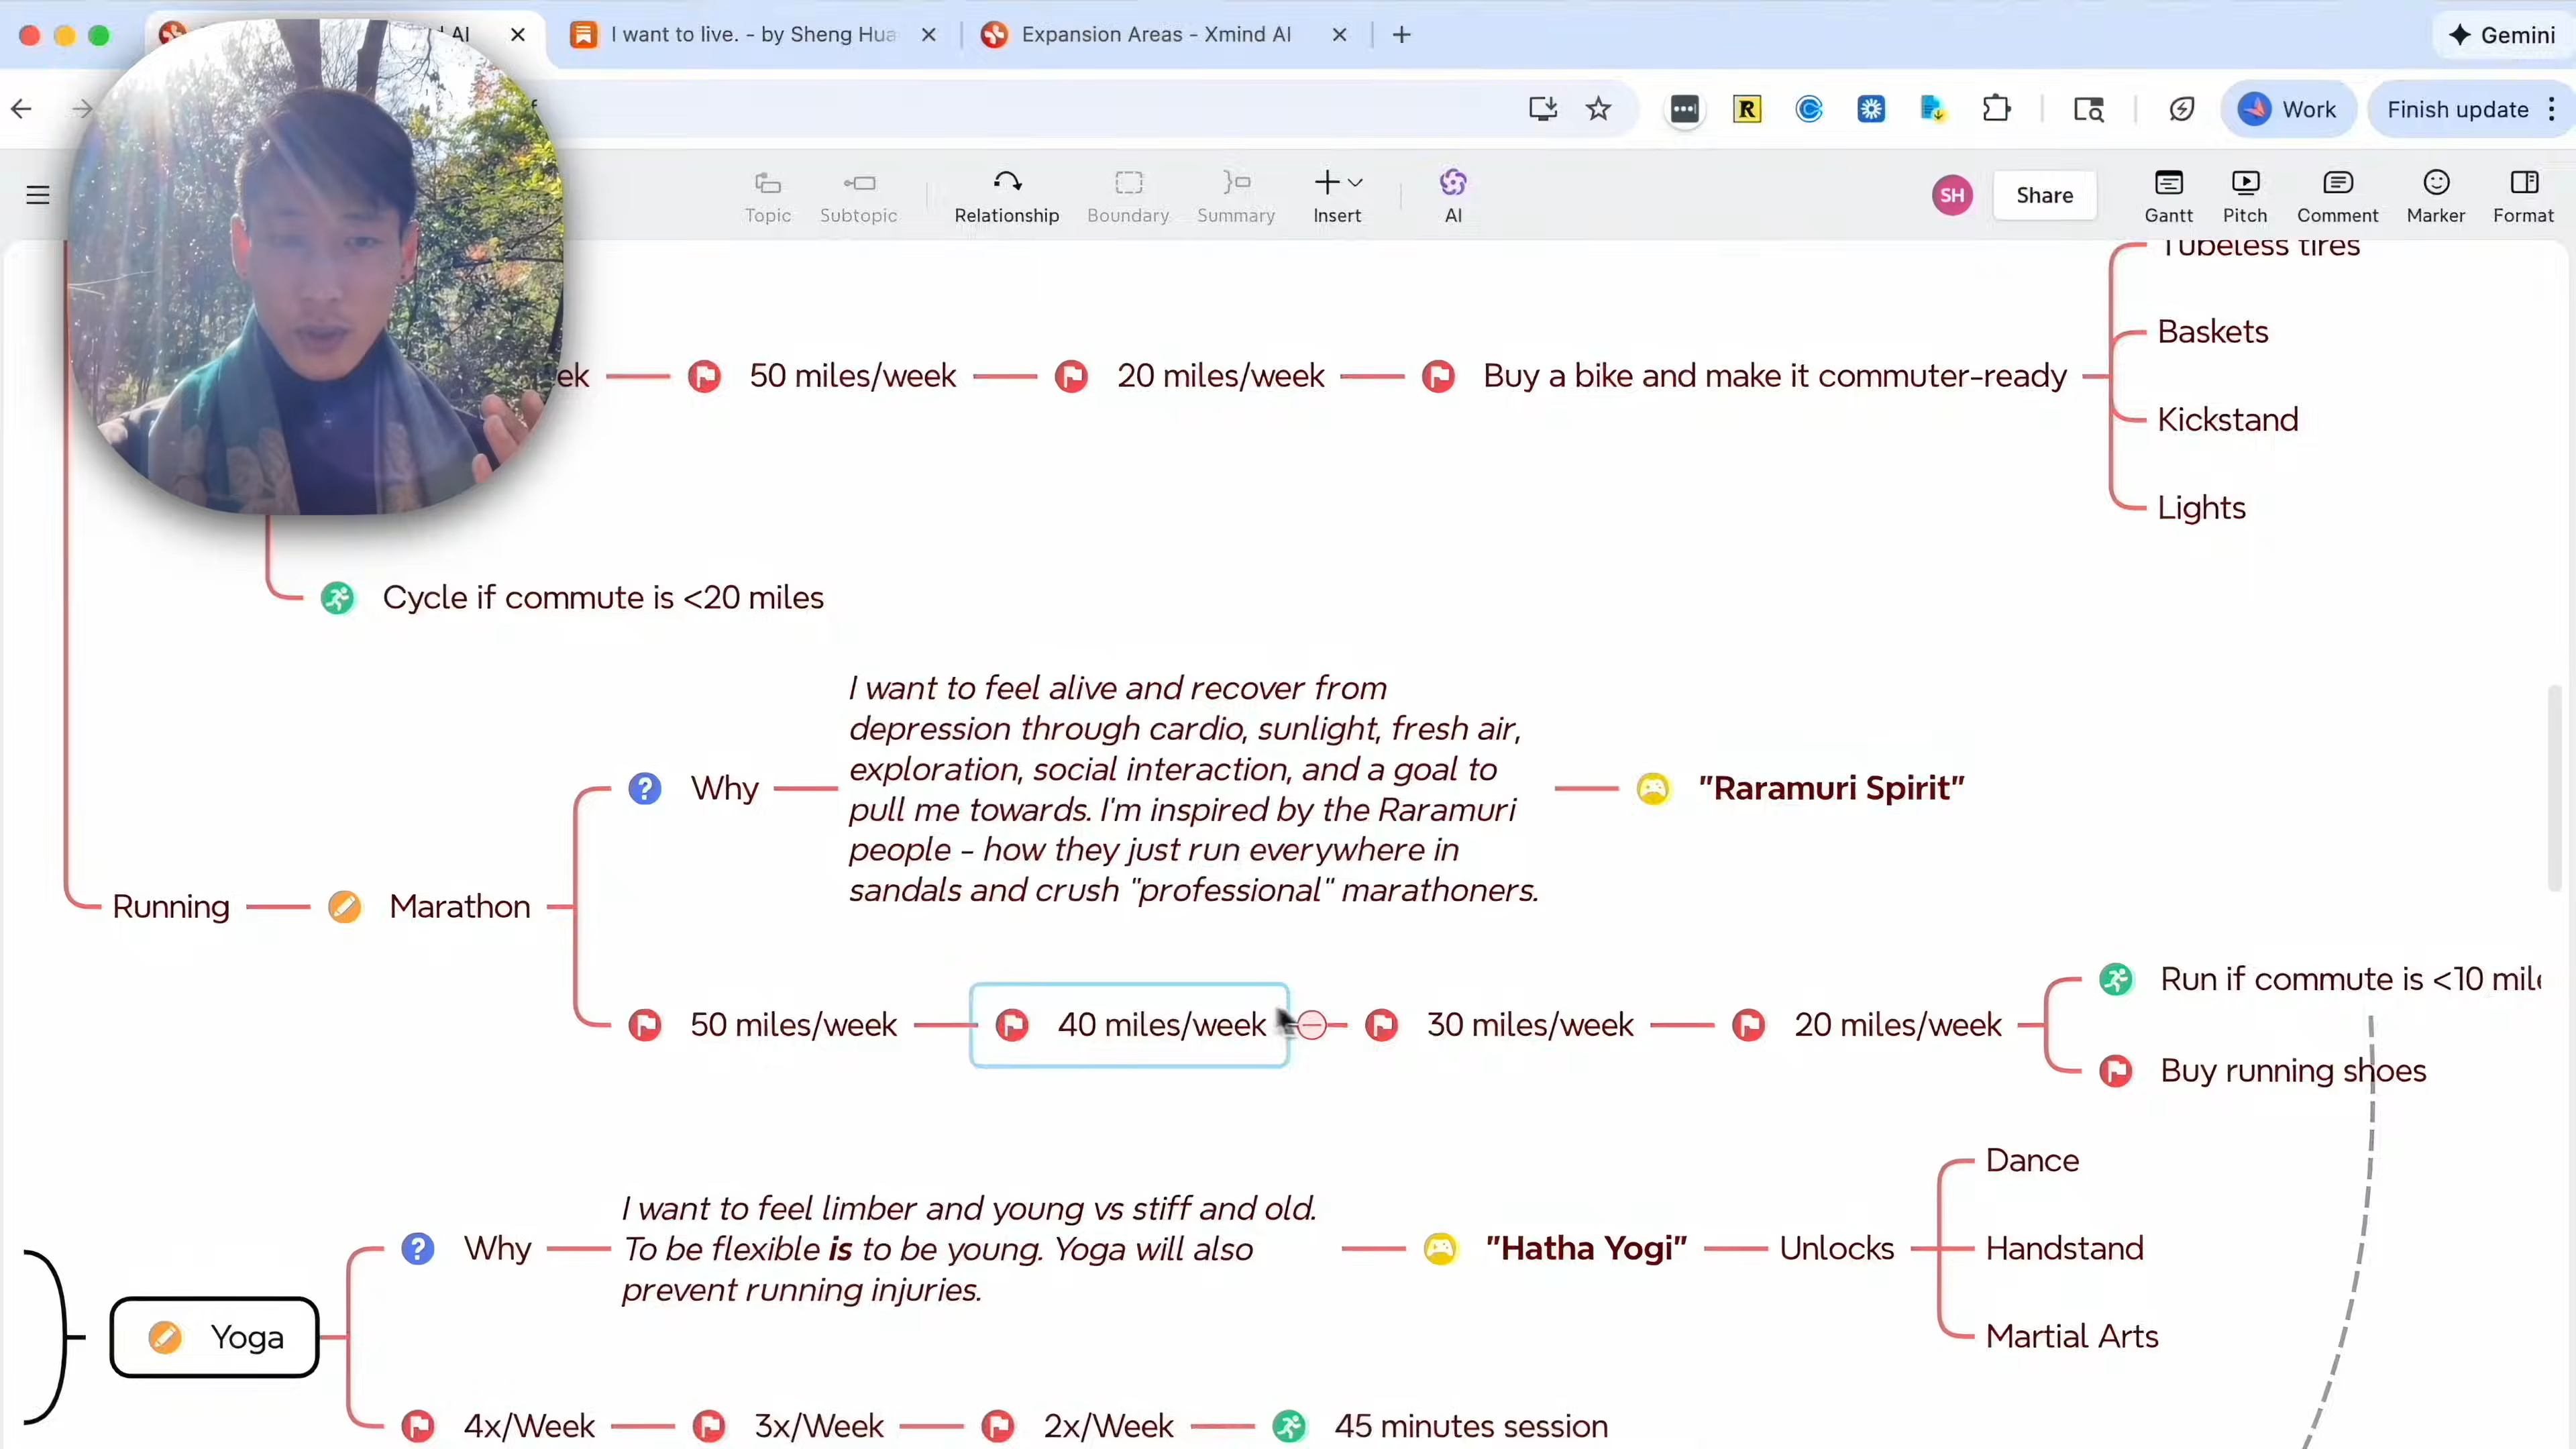 AI
I want to live. - by Sheng Hua
Expansion Areas - Xmind AI
Gemini
Work
Finish update
Topic
Subtopic
Relationship
Boundary
Summary
Insert
AI
SH
Share
Gantt
Pitch
Comment
Marker
Format
Tubeless tires
Baskets
ek
50 miles/week
20 miles/week
Buy a bike and make it commuter-ready
Kickstand
Lights
Cycle if commute is <20 miles
I want to feel alive and recover from
depression through cardio, sunlight, fresh air,
exploration, social interaction, and a goal to
pull me towards. I'm inspired by the Raramuri
people - how they just run everywhere in
sandals and crush "professional" marathoners.
Why
"Raramuri Spirit"
Running
Marathon
50 miles/week
40 miles/week
30 miles/week
20 miles/week
Run if commute is <10 mile
Buy running shoes
Why
I want to feel limber and young vs stiff and old.
To be flexible is to be young. Yoga will also
prevent running injuries.
"Hatha Yogi"
Unlocks
Dance
Handstand
Martial Arts
Yoga
4x/Week
3x/Week
2x/Week
45 minutes session